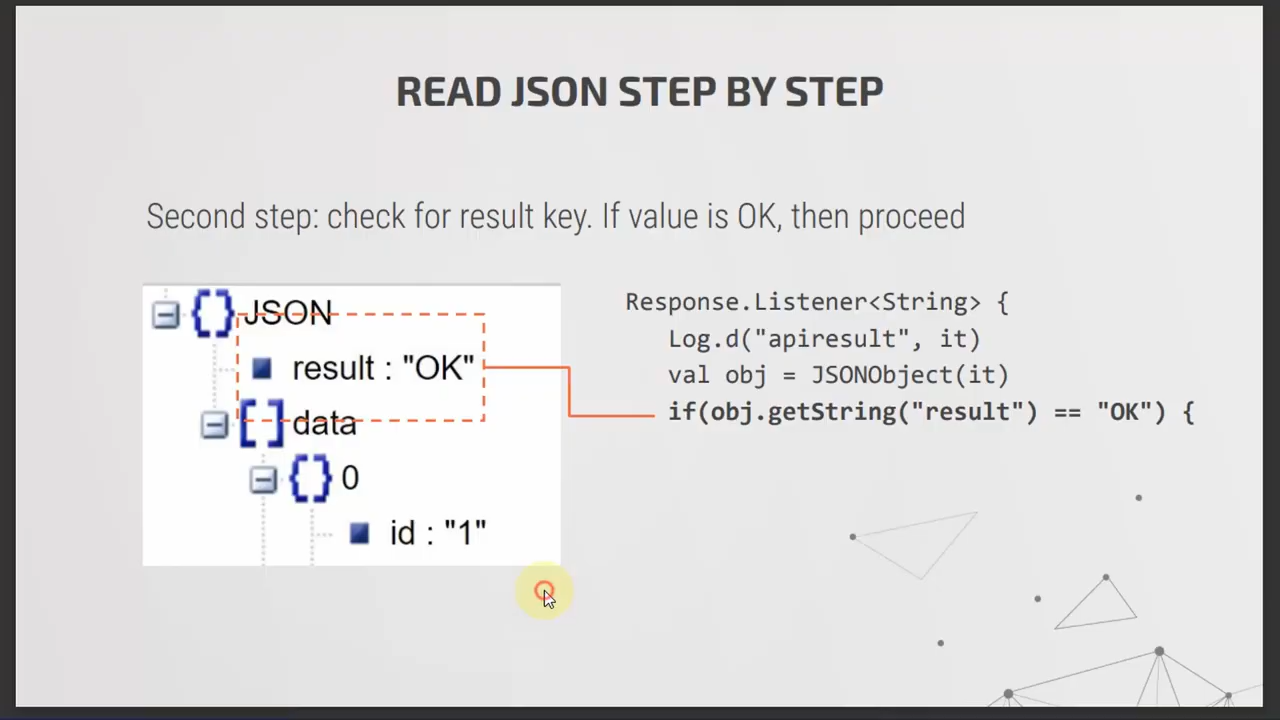 READ JSON STEP BY STEP
Second step: check for result key. If value is OK, then proceed
JSON
result : "OK"
data
0
id : "1"
Response.Listener<String> {
Log.d("apiresult", it)
val obj = JSONObject(it)
if(obj.getString("result") == "OK") {